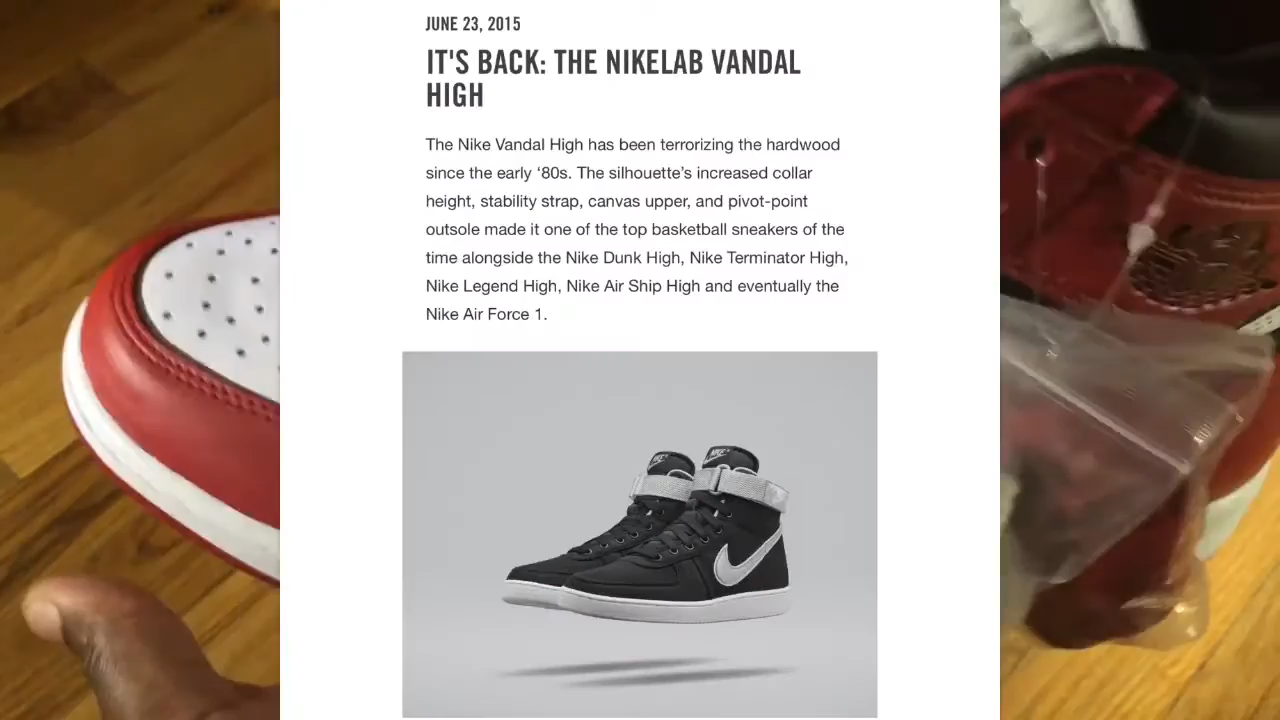 JUNE 23, 2015
IT'S BACK: THE NIKELAB VANDAL
HIGH
The Nike Vandal High has been terrorizing the hardwood
since the early ‘80s. The silhouette’s increased collar
height, stability strap, canvas upper, and pivot-point
outsole made it one of the top basketball sneakers of the
time alongside the Nike Dunk High, Nike Terminator High,
Nike Legend High, Nike Air Ship High and eventually the
Nike Air Force 1.
NIKE
NIKE